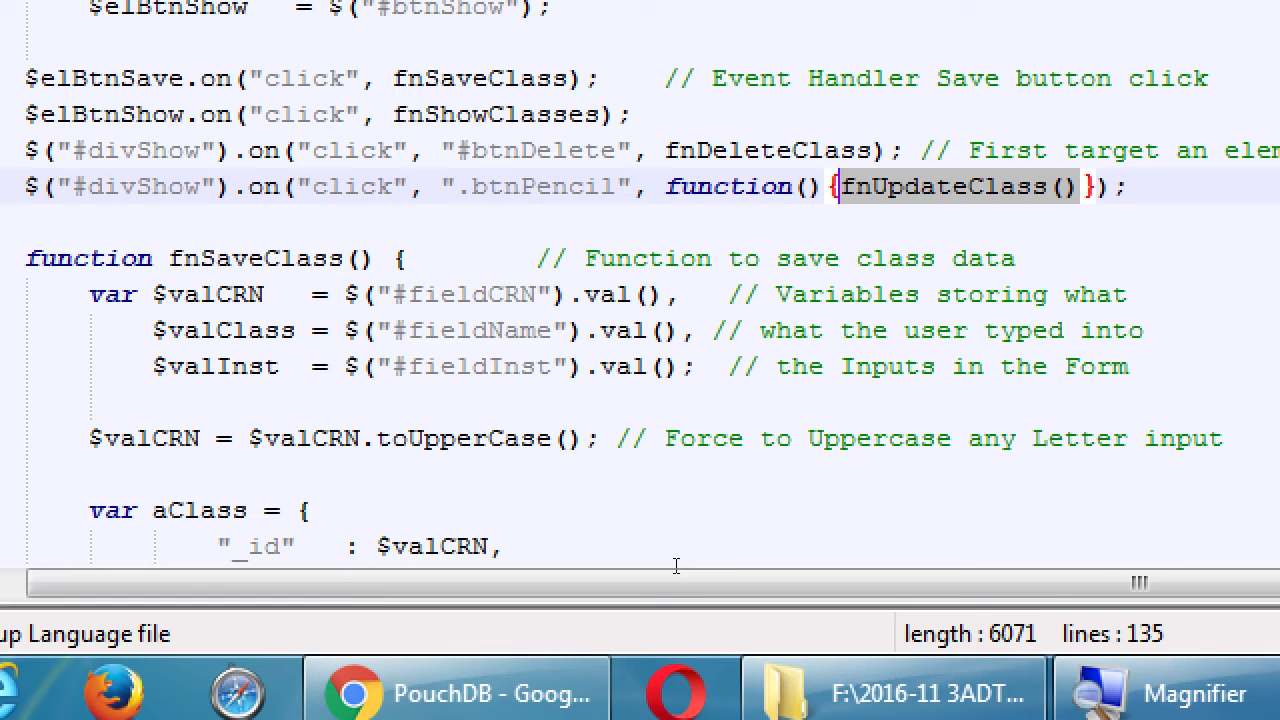 $elBtnShow   = $("#btnShow");
$elBtnSave.on("click", fnSaveClass);    // Event Handler Save button click
$elBtnShow.on("click", fnShowClasses);
$("#divShow").on("click", "#btnDelete", fnDeleteClass); // First target an elem
$("#divShow").on("click", ".btnPencil", function(){fnUpdateClass()});
function fnSaveClass() {        // Function to save class data
var $valCRN   = $("#fieldCRN").val(),   // Variables storing what
$valClass = $("#fieldName").val(), // what the user typed into
$valInst  = $("#fieldInst").val();  // the Inputs in the Form
$valCRN = $valCRN.toUpperCase(); // Force to Uppercase any Letter input
var aClass = {
"_id"   : $valCRN,
up Language file
length : 6071    lines : 135
PouchDB - Goog...
F:\2016-11 3ADT...
Magnifier